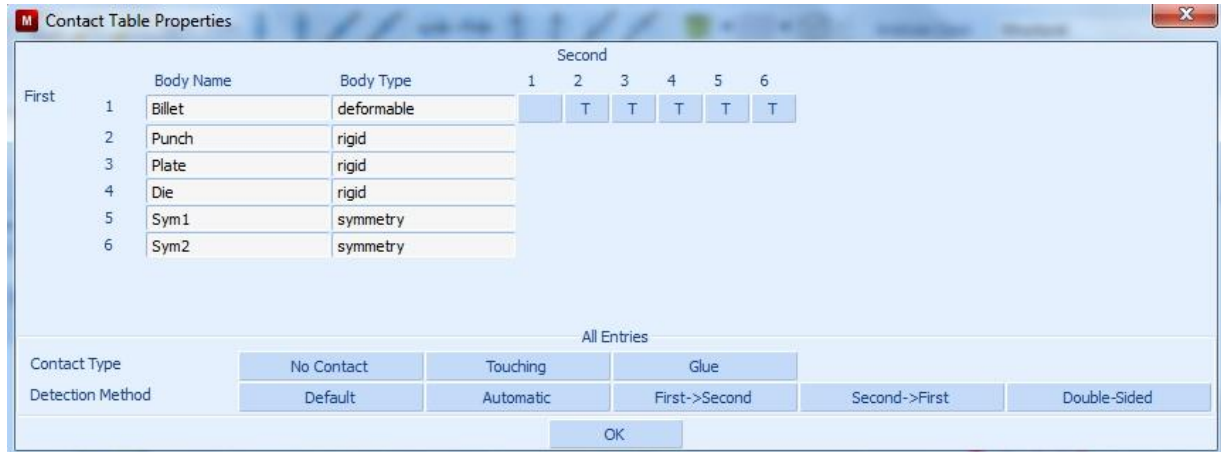 M Contact Table Properties
Second
Body Name Body Type 1 2 3 4 5 6
First
1 Billet deformable T T T T T
2 Punch rigid
3 Plate rigid
4 Die rigid
5 Sym1 symmetry
6 Sym2 symmetry
All Entries
Contact Type No Contact Touching Glue
Detection Method Default Automatic First->Second Second->First Double-Sided
OK